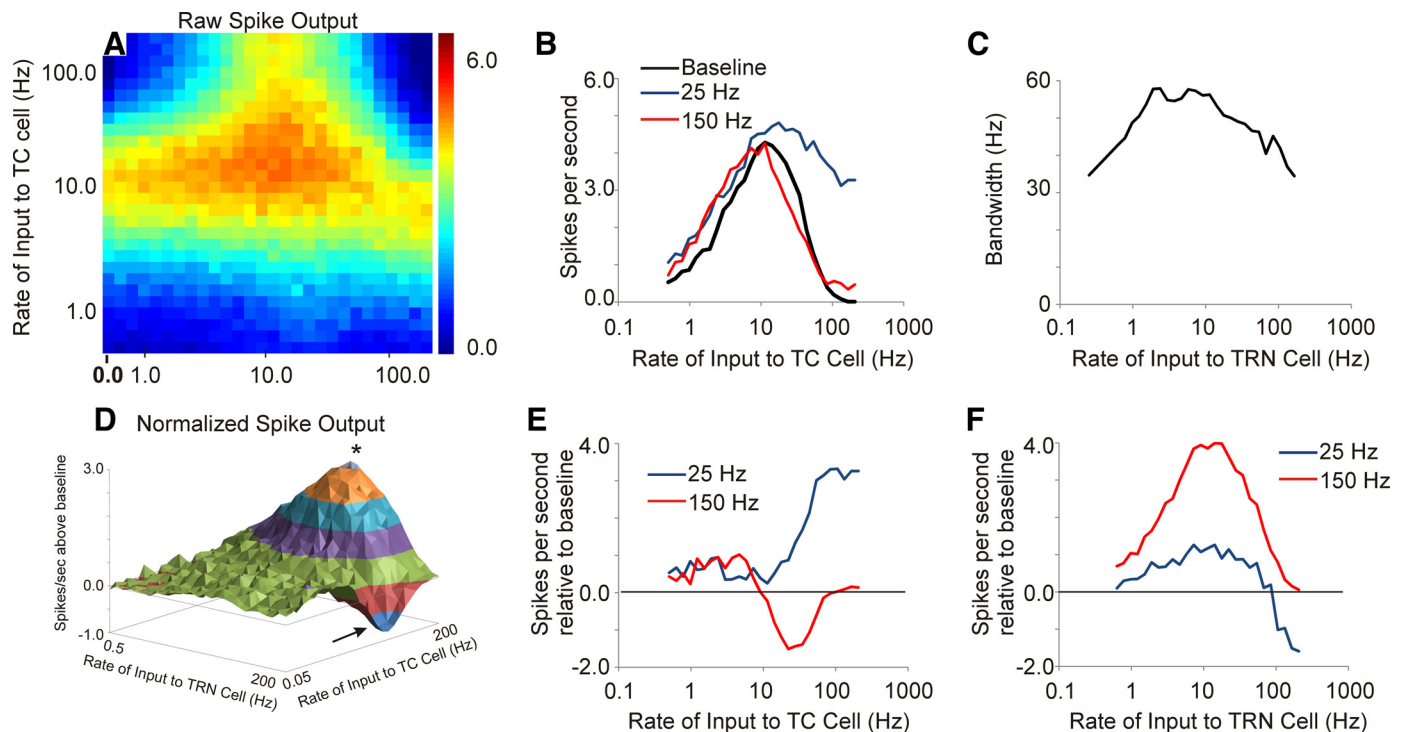 A
Raw Spike Output
Rate of Input to TC cell (Hz)
100.0
10.0
1.0
0.0 1.0 10.0 100.0
6.0
0.0
B
Baseline
25 Hz
150 Hz
Spikes per second
6.0
3.0
0.0
0.1 1 10 100 1000
Rate of Input to TC Cell (Hz)
C
Bandwidth (Hz)
60
30
0
0.1 1 10 100 1000
Rate of Input to TRN Cell (Hz)
D
Normalized Spike Output
*
Spikes/sec above baseline
3.0
0.0
-1.0
0.5
Rate of Input to TRN Cell (Hz)
200
0.05
Rate of Input to TC Cell (Hz)
200
E
25 Hz
150 Hz
Spikes per second
relative to baseline
4.0
2.0
0.0
-2.0
0.1 1 10 100 1000
Rate of Input to TC Cell (Hz)
F
25 Hz
150 Hz
Spikes per second
relative to baseline
4.0
2.0
0.0
-2.0
0.1 1 10 100 1000
Rate of Input to TRN Cell (Hz)